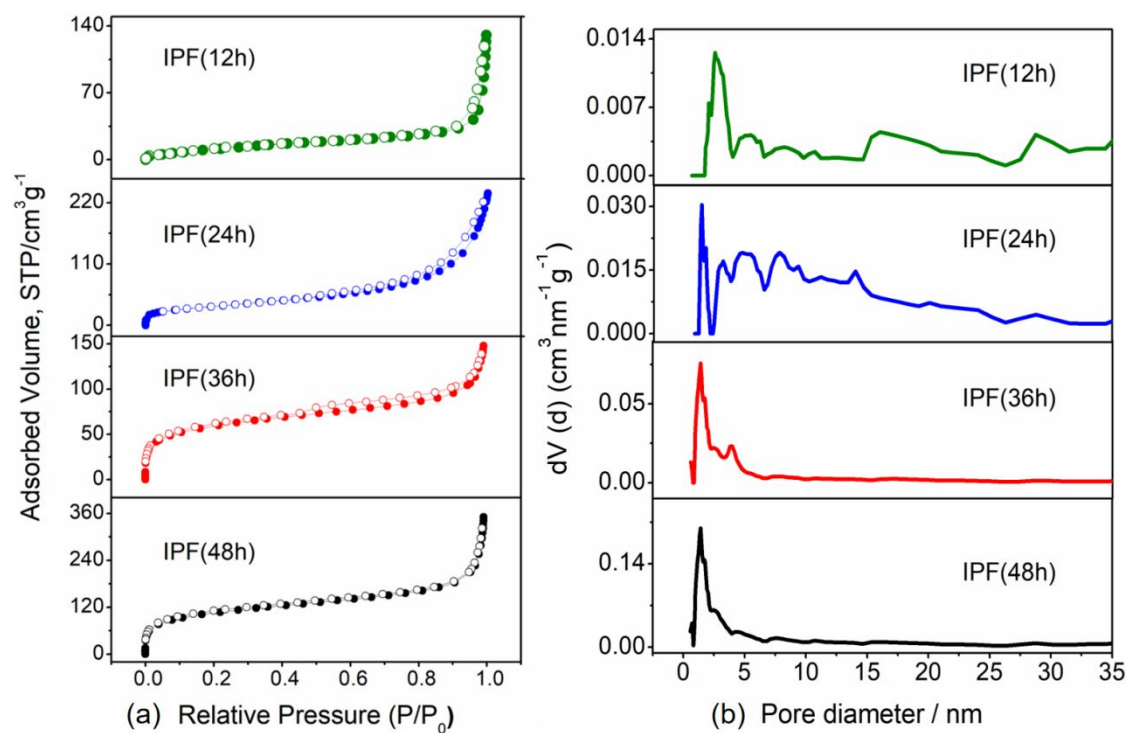 Adsorbed Volume, STP/cm³g⁻¹
140
70
0
IPF(12h)
220
110
0
IPF(24h)
150
100
50
0
IPF(36h)
360
240
120
0
IPF(48h)
0.0 0.2 0.4 0.6 0.8 1.0
(a) Relative Pressure (P/P₀)
dV (d) (cm³nm⁻¹g⁻¹)
0.014
0.007
0.000
IPF(12h)
0.030
0.015
0.000
IPF(24h)
0.05
0.00
IPF(36h)
0.14
0.00
IPF(48h)
0 5 10 15 20 25 30 35
(b) Pore diameter / nm